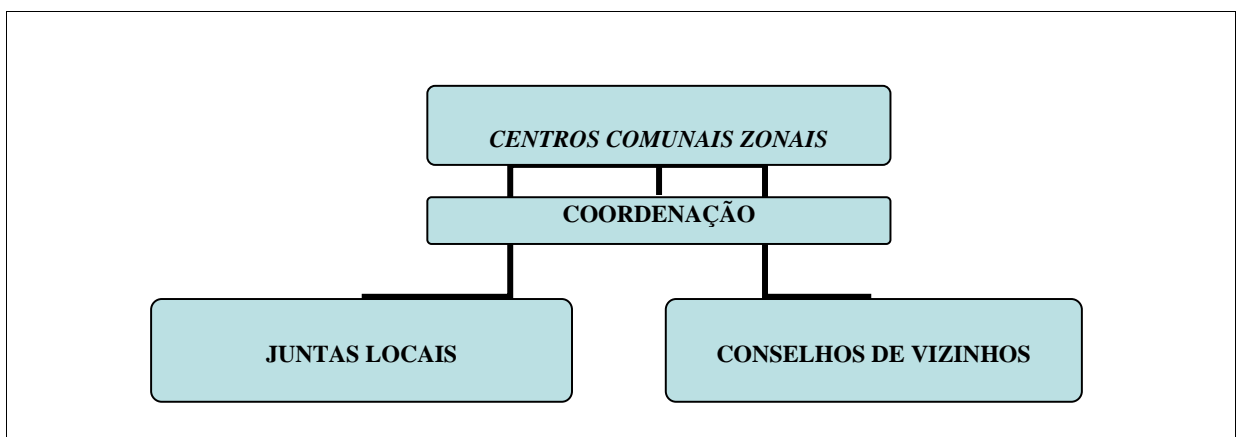 CENTROS COMUNAIS ZONAIS
COORDENAÇÃO
JUNTAS LOCAIS
CONSELHOS DE VIZINHOS